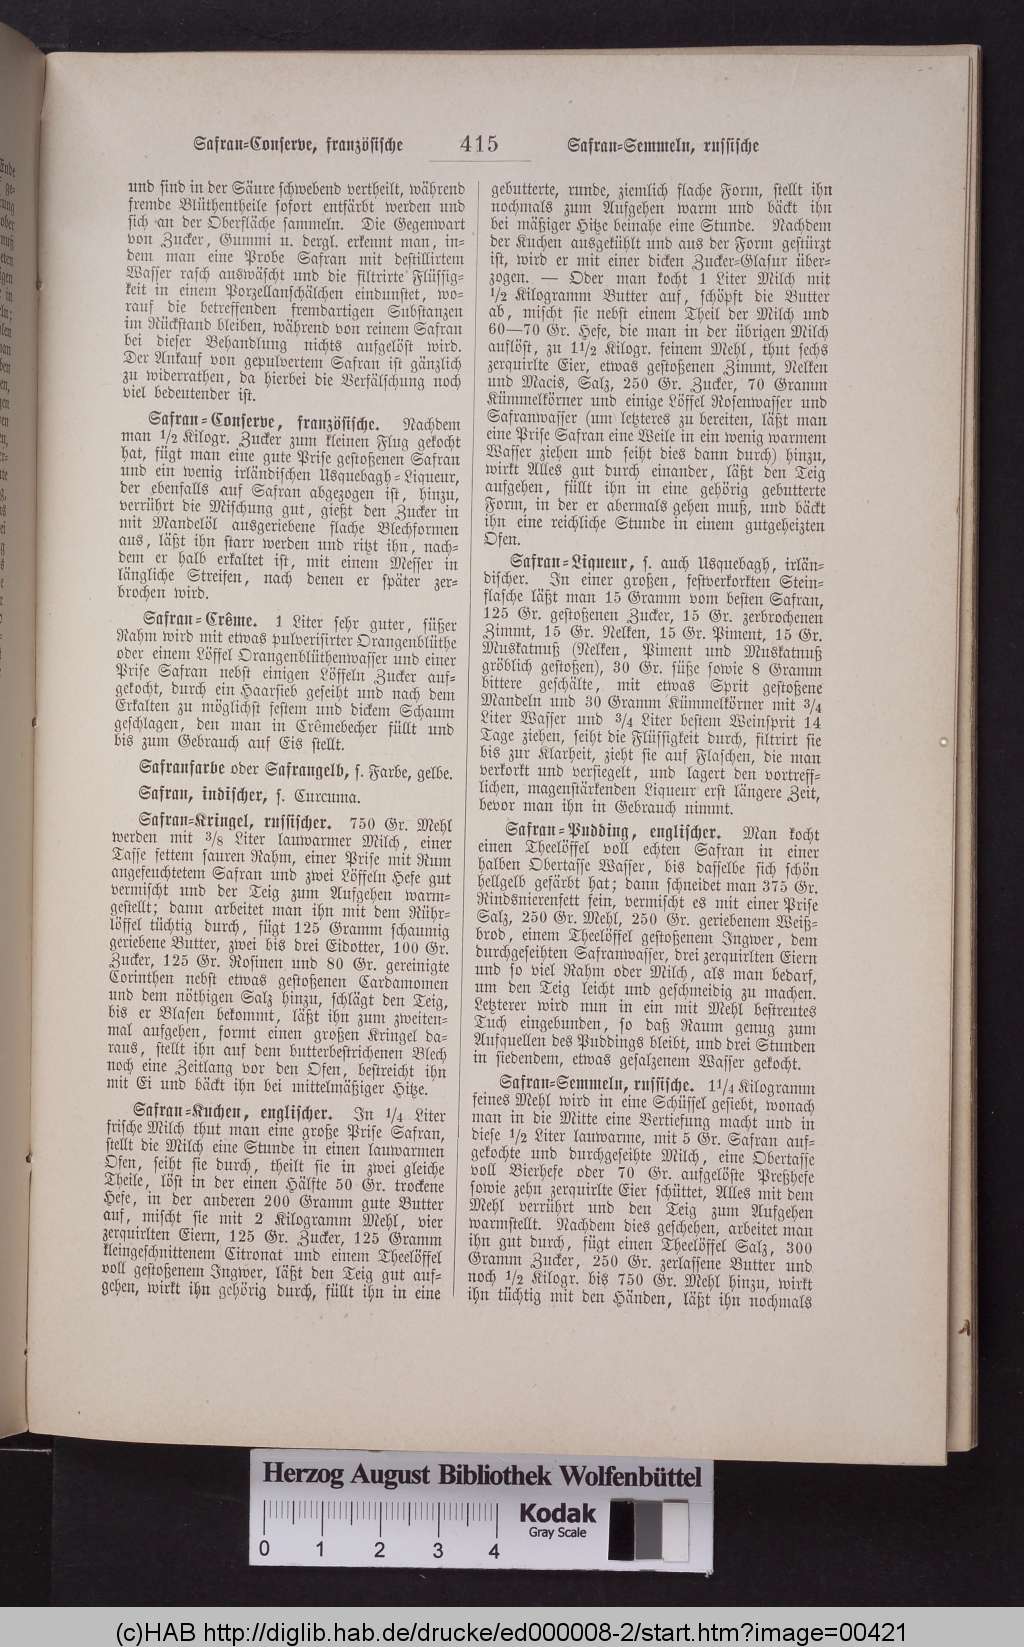 Safran-Conserve, französische 415 Safran-Semmeln, russische
und sind in der Säure schwebend vertheilt, während
fremde Blüthentheile sofort entfärbt werden und
sich an der Oberfläche sammeln. Die Gegenwart
von Zucker, Gummi u. dergl. erkennt man, in-
dem man eine Probe Safran mit destillirtem
Wasser rasch auswäscht und die filtrirte Flüssig-
keit in einem Porzellanschälchen eindunstet, wo-
rauf die betreffenden fremdartigen Substanzen
im Rückstand bleiben, während von reinem Safran
bei dieser Behandlung nichts aufgelöst wird.
Der Ankauf von gepulvertem Safran ist gänzlich
zu widerrathen, da hierbei die Verfälschung noch
viel bedeutender ist.
Safran-Conserve, französische. Nachdem
man 1/2 Kilogr. Zucker zum kleinen Flug gekocht
hat, fügt man eine gute Prise gestoßenen Safran
und ein wenig irländischen Usquebagh-Liqueur,
der ebenfalls auf Safran abgezogen ist, hinzu,
verrührt die Mischung gut, gießt den Zucker in
mit Mandelöl ausgeriebene flache Blechformen
aus, läßt ihn starr werden und ritzt ihn, nach-
dem er halb erkaltet ist, mit einem Messer in
längliche Streifen, nach denen er später zer-
brochen wird.
Safran-Crême. 1 Liter sehr guter, süßer
Rahm wird mit etwas pulverisirter Orangenblüthe
oder einem Löffel Orangenblüthenwasser und einer
Prise Safran nebst einigen Löffeln Zucker auf-
gekocht, durch ein Haarsieb geseiht und nach dem
Erkalten zu möglichst festem und dickem Schaum
geschlagen, den man in Crêmebecher füllt und
bis zum Gebrauch auf Eis stellt.
Safranfarbe oder Safrangelb, s. Farbe, gelbe.
Safran, indischer, s. Curcuma.
Safran-Kringel, russischer. 750 Gr. Mehl
werden mit 3/8 Liter lauwarmer Milch, einer
Tasse fettem sauren Rahm, einer Prise mit Rum
angefeuchtetem Safran und zwei Löffeln Hefe gut
vermischt und der Teig zum Aufgehen warm-
gestellt; dann arbeitet man ihn mit dem Rühr-
löffel tüchtig durch, fügt 125 Gramm schaumig
geriebene Butter, zwei bis drei Eidotter, 100 Gr.
Zucker, 125 Gr. Rosinen und 80 Gr. gereinigte
Corinthen nebst etwas gestoßenen Cardamomen
und dem nöthigen Salz hinzu, schlägt den Teig,
bis er Blasen bekommt, läßt ihn zum zweiten-
mal aufgehen, formt einen großen Kringel da-
raus, stellt ihn auf dem butterbestrichenen Blech
noch eine Zeitlang vor den Ofen, bestreicht ihn
mit Ei und bäckt ihn bei mittelmäßiger Hitze.
Safran-Kuchen, englischer. In 1/4 Liter
frische Milch thut man eine große Prise Safran,
stellt die Milch eine Stunde in einen lauwarmen
Ofen, seiht sie durch, theilt sie in zwei gleiche
Theile, löst in der einen Hälfte 50 Gr. trockene
Hefe, in der anderen 200 Gramm gute Butter
auf, mischt sie mit 2 Kilogramm Mehl, vier
zerquirlten Eiern, 125 Gr. Zucker, 125 Gramm
kleingeschnittenem Citronat und einem Theelöffel
voll gestoßenem Ingwer, läßt den Teig gut auf-
gehen, wirkt ihn gehörig durch, füllt ihn in eine
gebutterte, runde, ziemlich flache Form, stellt ihn
nochmals zum Aufgehen warm und bäckt ihn
bei mäßiger Hitze beinahe eine Stunde. Nachdem
der Kuchen ausgekühlt und aus der Form gestürzt
ist, wird er mit einer dicken Zucker-Glasur über-
zogen. — Oder man kocht 1 Liter Milch mit
1/2 Kilogramm Butter auf, schöpft die Butter
ab, mischt sie nebst einem Theil der Milch und
60—70 Gr. Hefe, die man in der übrigen Milch
auflöst, zu 1 1/2 Kilogr. feinem Mehl, thut sechs
zerquirlte Eier, etwas gestoßenen Zimmt, Nelken
und Macis, Salz, 250 Gr. Zucker, 70 Gramm
Kümmelkörner und einige Löffel Rosenwasser und
Safranwasser (um letzteres zu bereiten, läßt man
eine Prise Safran eine Weile in ein wenig warmem
Wasser ziehen und seiht dies dann durch) hinzu,
wirkt Alles gut durch einander, läßt den Teig
aufgehen, füllt ihn in eine gehörig gebutterte
Form, in der er abermals gehen muß, und bäckt
ihn eine reichliche Stunde in einem gutgeheizten
Ofen.
Safran-Liqueur, s. auch Usquebagh, irlän-
discher. In einer großen, festverkorkten Stein-
flasche läßt man 15 Gramm vom besten Safran,
125 Gr. gestoßenen Zucker, 15 Gr. zerbrochenen
Zimmt, 15 Gr. Nelken, 15 Gr. Piment, 15 Gr.
Muskatnuß (Nelken, Piment und Muskatnuß
gröblich gestoßen), 30 Gr. süße sowie 8 Gramm
bittere geschälte, mit etwas Sprit gestoßene
Mandeln und 30 Gramm Kümmelkörner mit 3/4
Liter Wasser und 3/4 Liter bestem Weinsprit 14
Tage ziehen, seiht die Flüssigkeit durch, filtrirt sie
bis zur Klarheit, zieht sie auf Flaschen, die man
verkorkt und versiegelt, und lagert den vortreff-
lichen, magenstärkenden Liqueur erst längere Zeit,
bevor man ihn in Gebrauch nimmt.
Safran-Pudding, englischer. Man kocht
einen Theelöffel voll echten Safran in einer
halben Obertasse Wasser, bis dasselbe sich schön
hellgelb gefärbt hat; dann schneidet man 375 Gr.
Rindsnierenfett fein, vermischt es mit einer Prise
Salz, 250 Gr. Mehl, 250 Gr. geriebenem Weiß-
brod, einem Theelöffel gestoßenem Ingwer, dem
durchgeseihten Safranwasser, drei zerquirlten Eiern
und so viel Rahm oder Milch, als man bedarf,
um den Teig leicht und geschmeidig zu machen.
Letzterer wird nun in ein mit Mehl bestreutes
Tuch eingebunden, so daß Raum genug zum
Aufquellen des Puddings bleibt, und drei Stunden
in siedendem, etwas gesalzenem Wasser gekocht.
Safran-Semmeln, russische. 1 1/4 Kilogramm
feines Mehl wird in eine Schüssel gesiebt, wonach
man in die Mitte eine Vertiefung macht und in
diese 1/2 Liter lauwarme, mit 5 Gr. Safran auf-
gekochte und durchgeseihte Milch, eine Obertasse
voll Bierhefe oder 70 Gr. aufgelöste Preßhefe
sowie zehn zerquirlte Eier schüttet, Alles mit dem
Mehl verrührt und den Teig zum Aufgehen
warmstellt. Nachdem dies geschehen, arbeitet man
ihn gut durch, fügt einen Theelöffel Salz, 300
Gramm Zucker, 250 Gr. zerlassene Butter und
noch 1/2 Kilogr. bis 750 Gr. Mehl hinzu, wirkt
ihn tüchtig mit den Händen, läßt ihn nochmals
Herzog August Bibliothek Wolfenbüttel
Kodak
Gray Scale
0 1 2 3 4
(c)HAB http://diglib.hab.de/drucke/ed000008-2/start.htm?image=00421